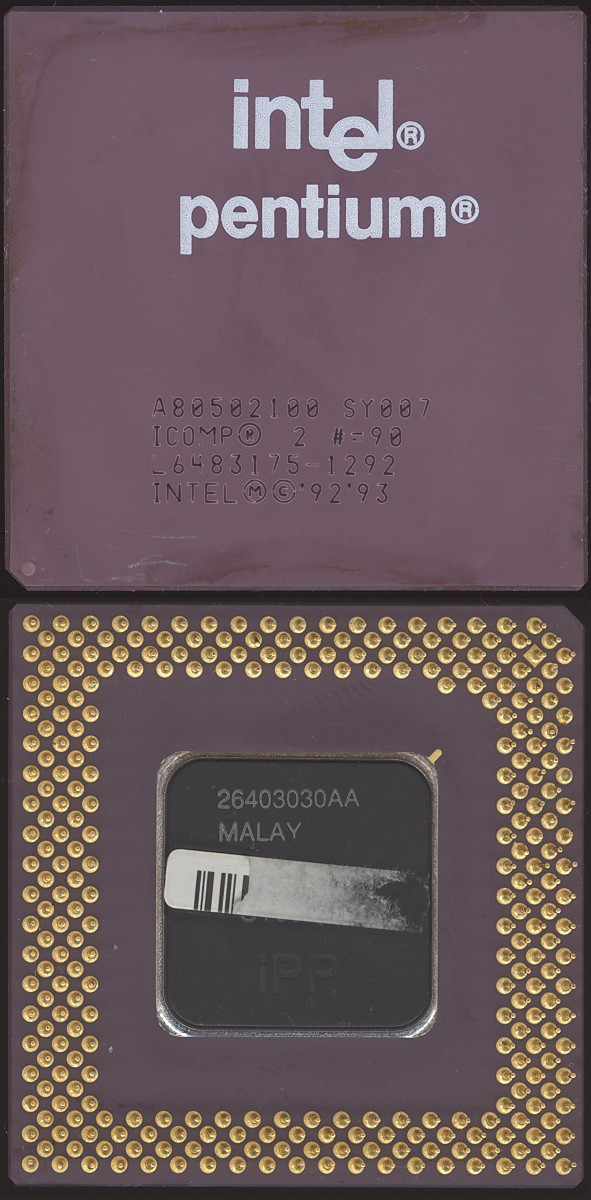 intel®
pentium®
A80502100 SY007
ICOMP® 2 #=90
L6483175-1292
INTEL Ⓜ © '92 '93
26403030AA
MALAY
iPP